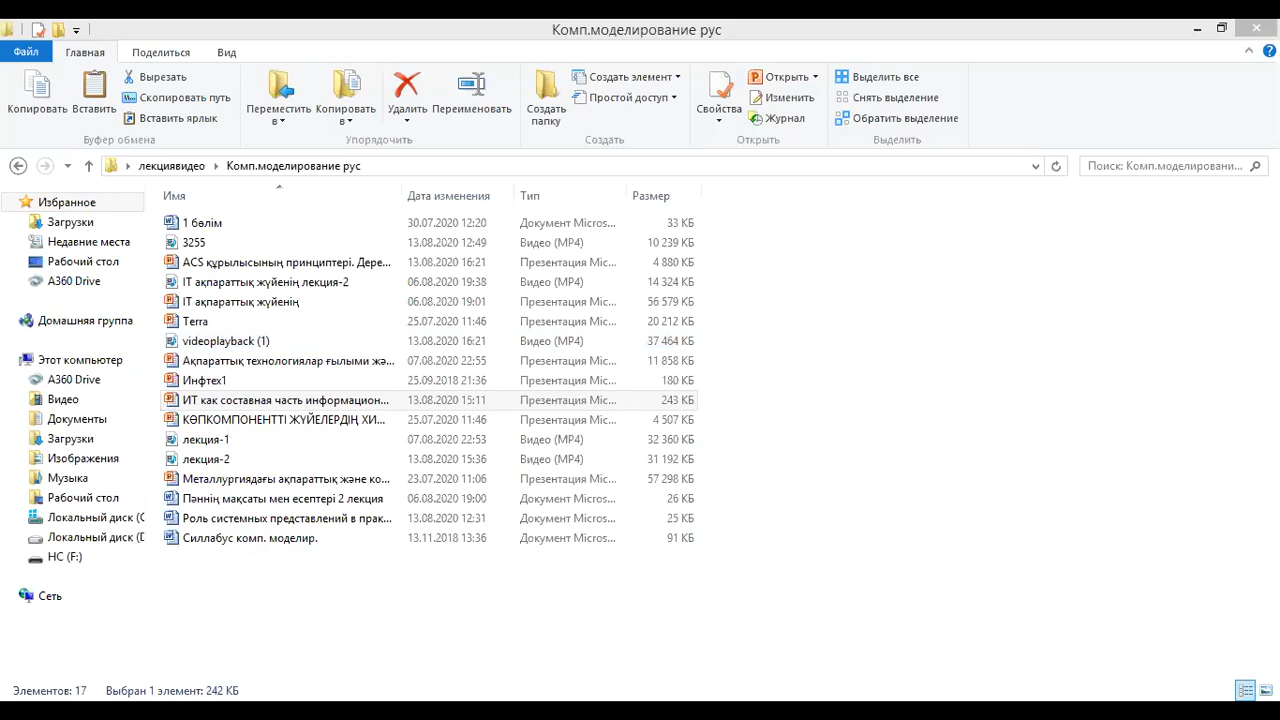 Комп.моделирование рус
Файл Главная Поделиться Вид
Копировать Вставить Вырезать Скопировать путь Вставить ярлык
Переместить в Копировать в Удалить Переименовать
Создать папку Создать элемент Простой доступ
Свойства Открыть Изменить Журнал
Выделить все Снять выделение Обратить выделение
Буфер обмена Упорядочить Создать Открыть Выделить
лекциявидео Комп.моделирование рус Поиск: Комп.моделировани...
Избранное
Загрузки
Недавние места
Рабочий стол
A360 Drive
Домашняя группа
Этот компьютер
A360 Drive
Видео
Документы
Загрузки
Изображения
Музыка
Рабочий стол
Локальный диск (C
Локальный диск (D
HC (F:)
Сеть
Имя Дата изменения Тип Размер
1 бөлім 30.07.2020 12:20 Документ Micros... 33 КБ
3255 13.08.2020 12:49 Видео (MP4) 10 239 КБ
ACS құрылысының принциптері. Дере... 13.08.2020 16:21 Презентация Mic... 4 880 КБ
IT ақпараттық жүйенің лекция-2 06.08.2020 19:38 Видео (MP4) 14 324 КБ
IT ақпараттық жүйенің 06.08.2020 19:01 Презентация Mic... 56 579 КБ
Terra 25.07.2020 11:46 Презентация Mic... 20 212 КБ
videoplayback (1) 13.08.2020 16:21 Видео (MP4) 37 464 КБ
Ақпараттық технологиялар ғылыми жә... 07.08.2020 22:55 Презентация Mic... 11 858 КБ
Инфтех1 25.09.2018 21:36 Презентация Mic... 180 КБ
ИТ как составная часть информацион... 13.08.2020 15:11 Презентация Mic... 243 КБ
КӨПКОМПОНЕНТТІ ЖҮЙЕЛЕРДІҢ ХИ... 25.07.2020 11:46 Презентация Mic... 4 507 КБ
лекция-1 07.08.2020 22:53 Видео (MP4) 32 360 КБ
лекция-2 13.08.2020 15:36 Видео (MP4) 31 192 КБ
Металлургиядағы ақпараттық және ко... 23.07.2020 11:06 Презентация Mic... 57 298 КБ
Пәннің мақсаты мен есептері 2 лекция 06.08.2020 19:00 Документ Micros... 26 КБ
Роль системных представлений в прак... 13.08.2020 12:31 Документ Micros... 25 КБ
Силлабус комп. моделир. 13.11.2018 13:36 Документ Micros... 91 КБ
Элементов: 17 Выбран 1 элемент: 242 КБ